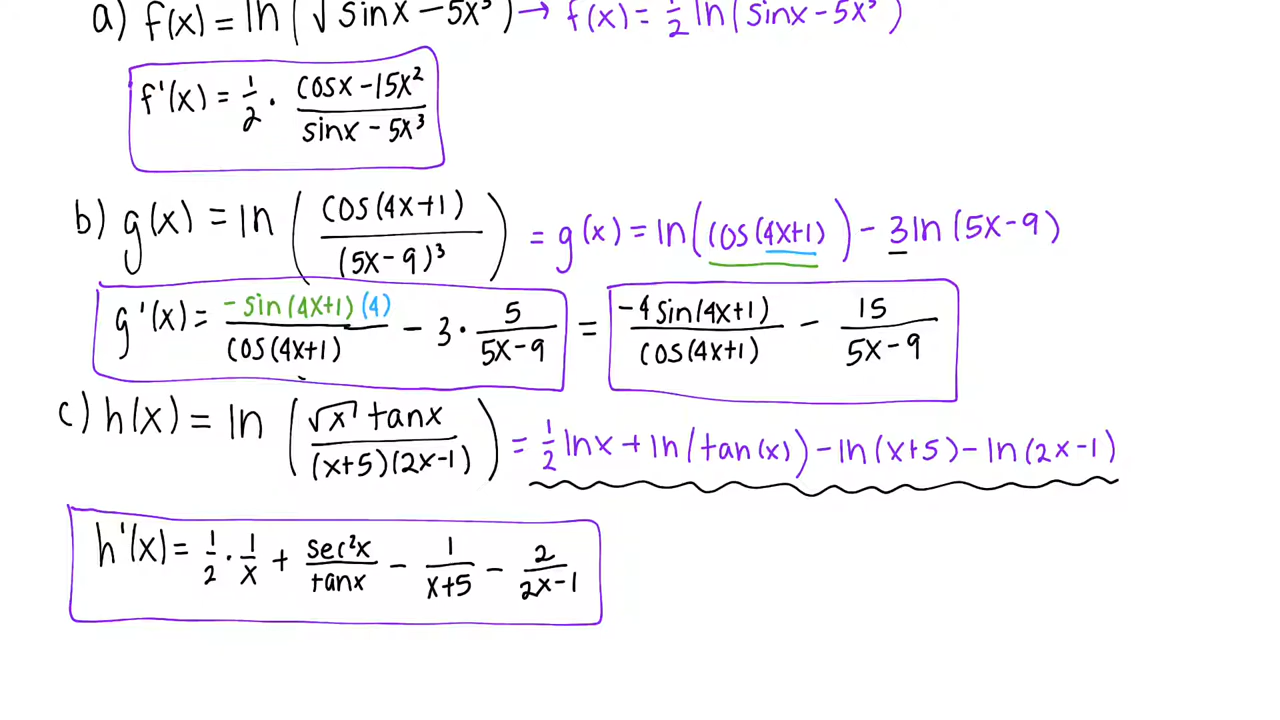 a) f(x) = ln(√sinx - 5x³) → f(x) = 1/2 ln(sinx - 5x³)
f'(x) = 1/2 · (cosx - 15x²)/(sinx - 5x³)
b) g(x) = ln(cos(4x+1)/(5x-9)³) = g(x) = ln(cos(4x+1)) - 3ln(5x-9)
g'(x) = (-sin(4x+1)(4))/(cos(4x+1)) - 3 · 5/(5x-9) = (-4sin(4x+1))/(cos(4x+1)) - 15/(5x-9)
c) h(x) = ln(√x tanx/((x+5)(2x-1))) = 1/2 lnx + ln(tan(x)) - ln(x+5) - ln(2x-1)
h'(x) = 1/2 · 1/x + sec²x/tanx - 1/(x+5) - 2/(2x-1)